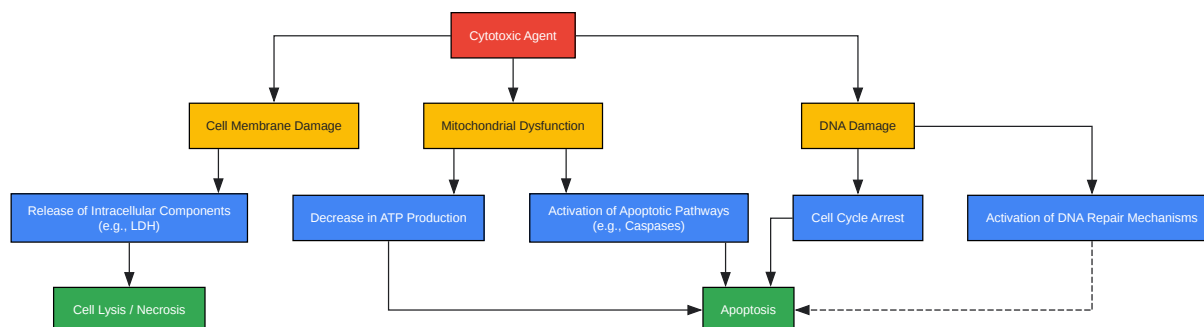 Cytotoxic Agent
Cell Membrane Damage
Mitochondrial Dysfunction
DNA Damage
Release of Intracellular Components
(e.g., LDH)
Decrease in ATP Production
Activation of Apoptotic Pathways
(e.g., Caspases)
Cell Cycle Arrest
Activation of DNA Repair Mechanisms
Cell Lysis / Necrosis
Apoptosis